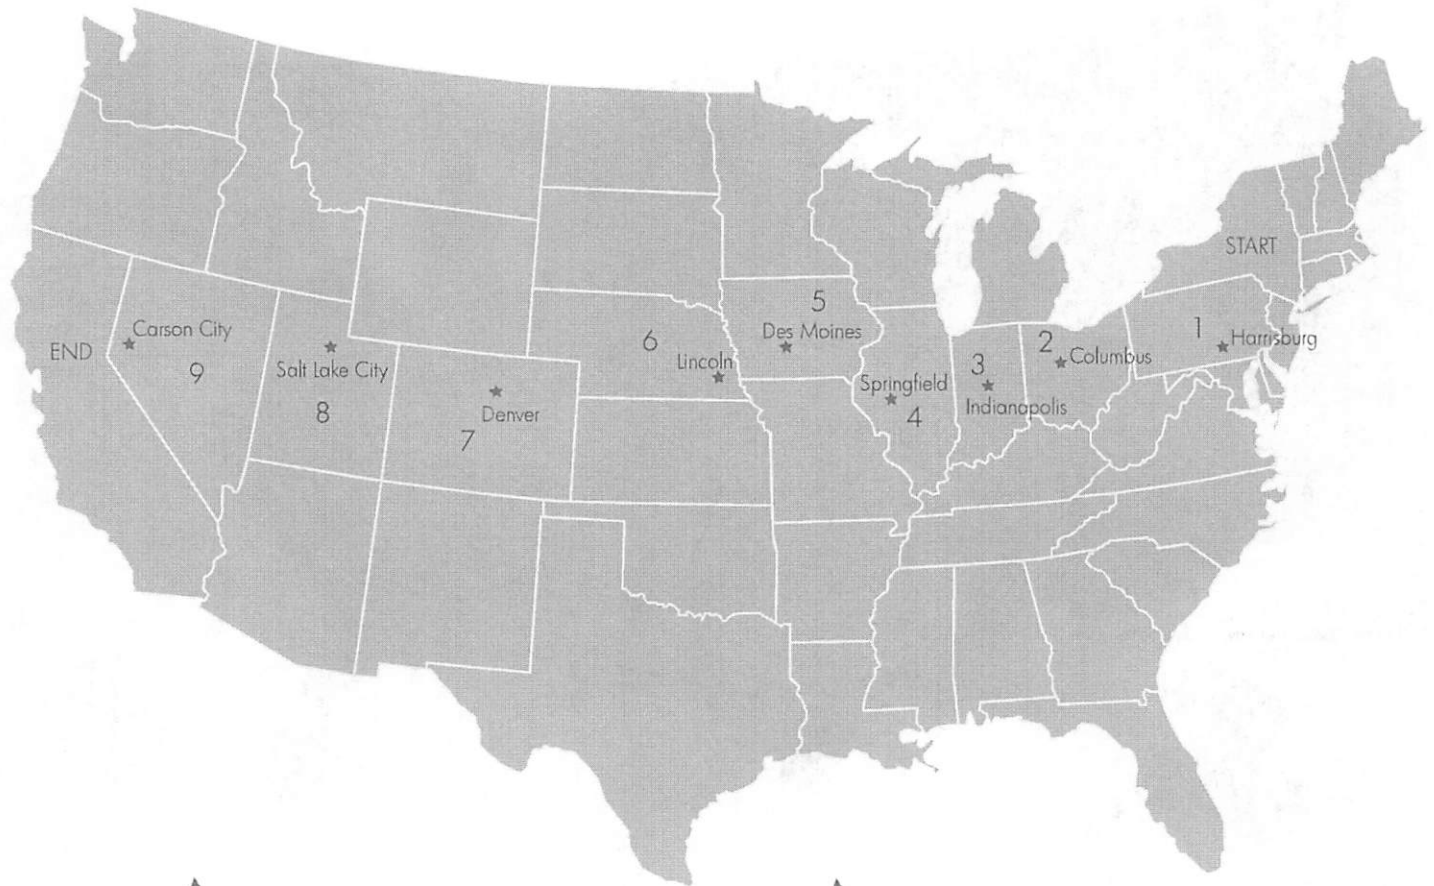 START
5
Carson City
Des Moines
1
Harrisburg
END
6
2
Columbus
9
Salt Lake City
Lincoln
3
Springfield
Indianapolis
8
Denver
4
7